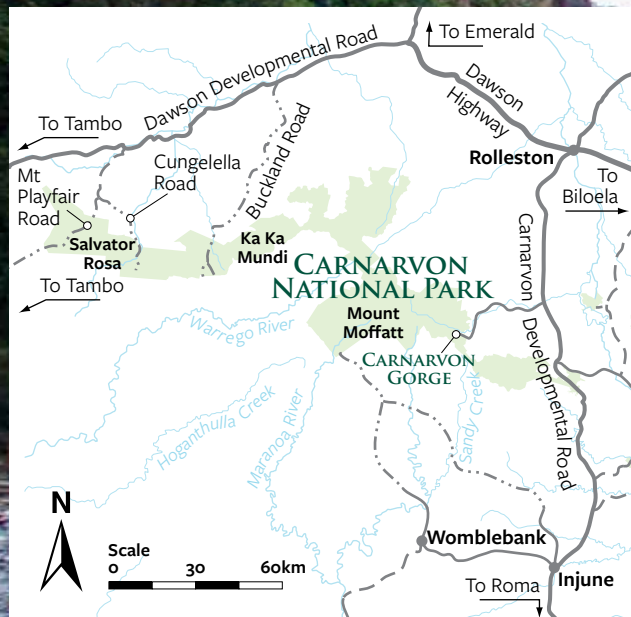 To Emerald
Dawson Developmental Road
Dawson
Highway
To Tambo
Buckland Road
Rolleston
Cungelella
Road
Mt
Playfair
Road
To
Biloela
Salvator
Rosa
Ka Ka
Mundi
Carnarvon
Developmental Road
CARNARVON
NATIONAL PARK
To Tambo
Mount
Moffatt
Warrego River
CARNARVON
GORGE
Hoganthulla Creek
Maranoa River
Sandy Creek
N
Scale
0 30 60km
Womblebank
Injune
To Roma